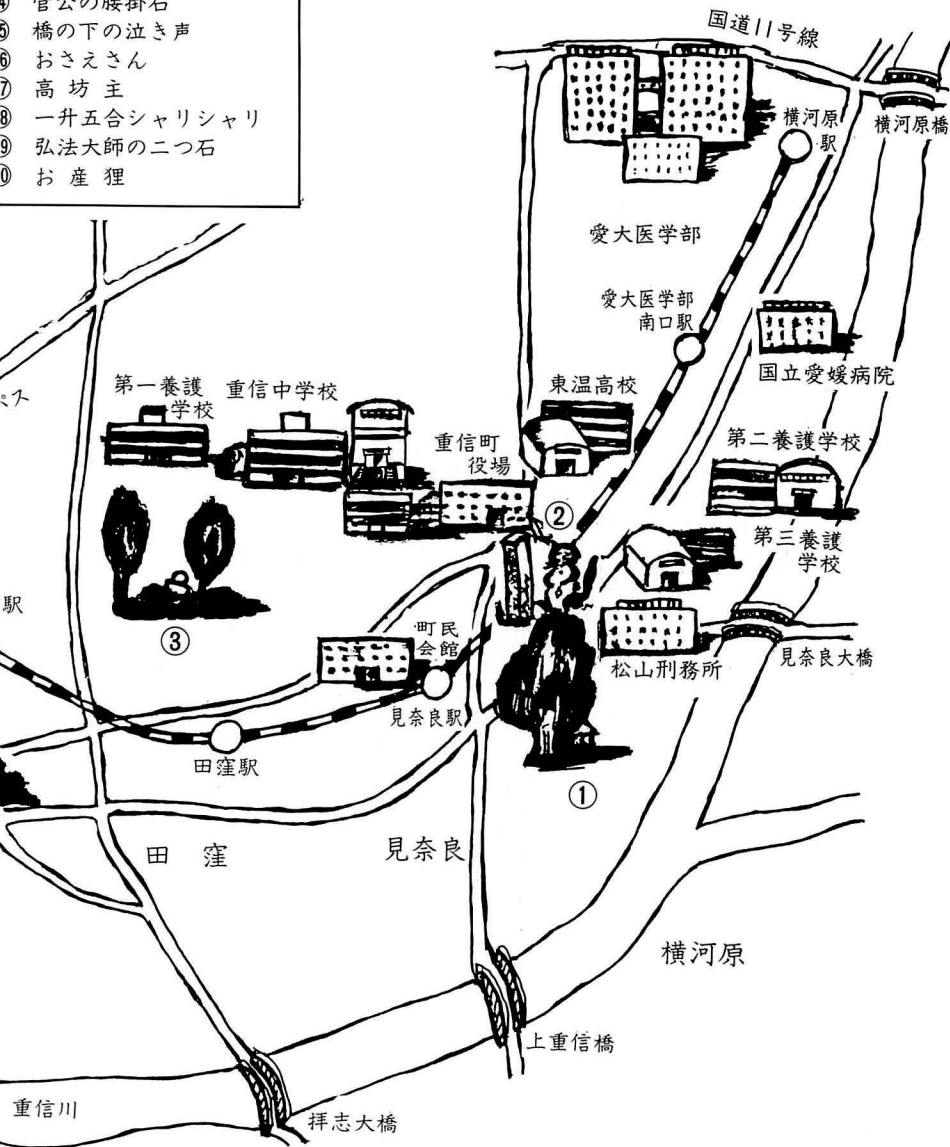 ④ 菅公の腰掛石
⑤ 橋の下の泣き声
⑥ おさえさん
⑦ 高坊主
⑧ 一升五合シャリシャリ
⑨ 弘法大師の二つ石
⑩ お産狸
国道11号線
横河原
駅
横河原橋
愛大医学部
愛大医学部
南口駅
国立愛媛病院
第一養護
学校
重信中学校
重信町
役場
東温高校
第二養護学校
第三養護
学校
②
③
駅
町民
会館
松山刑務所
見奈良大橋
見奈良駅
田窪駅
①
田窪
見奈良
横河原
上重信橋
重信川
拝志大橋